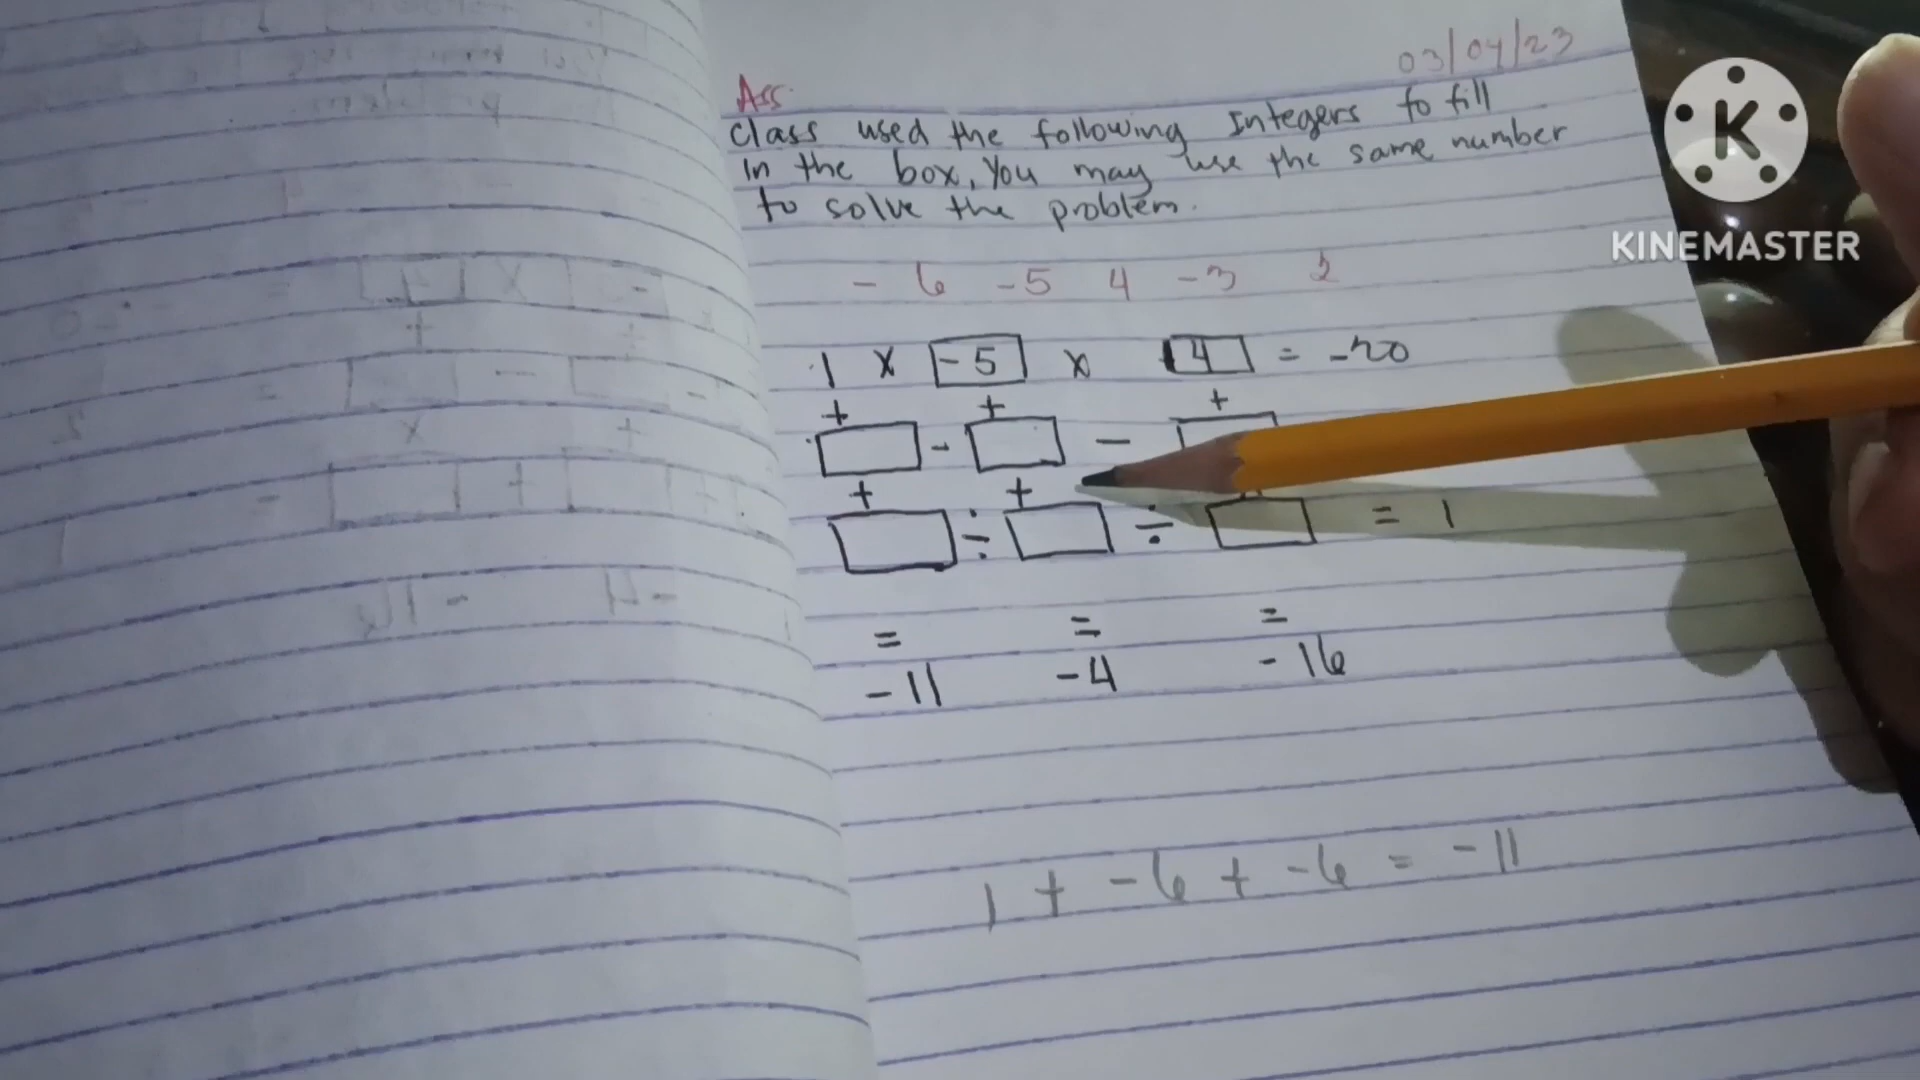 03/04/23
Ass.
Class used the following Integers to fill
In the box, You may use the same number
to solve the problem.
- 6 -5 4 -3 2
1 x -5 x 4 = -20
+ + +
- -
+ +
÷ ÷ = 1
= = =
-11 -4 -16
1 + -6 + -6 = -11
K
KINEMASTER